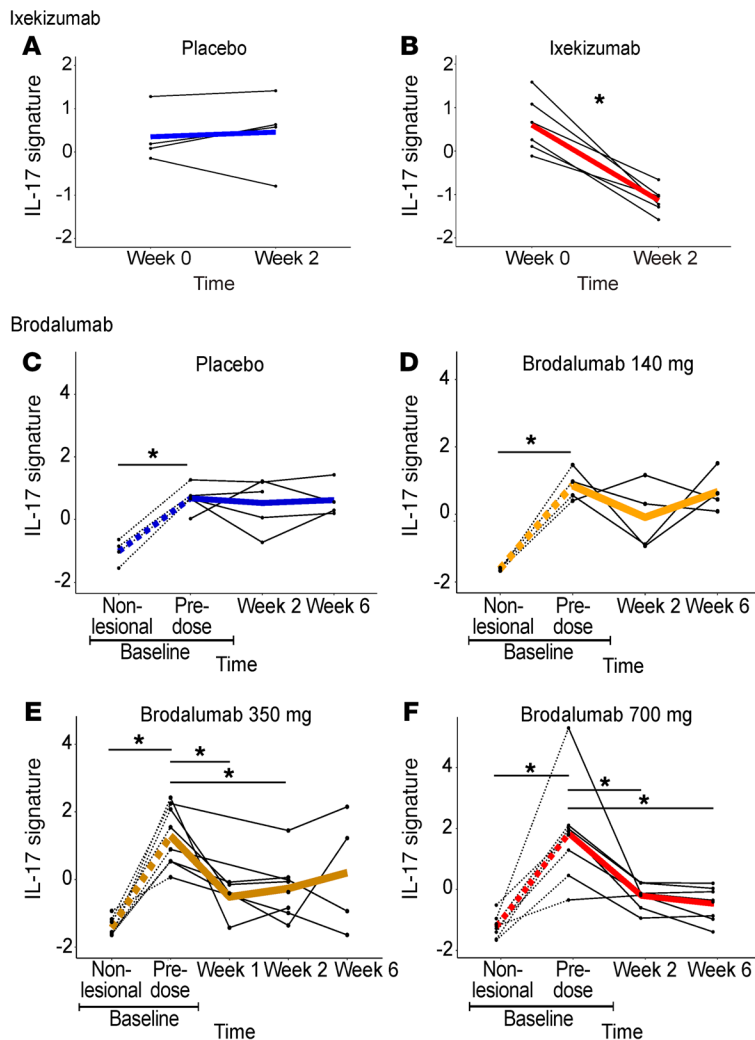 Ixekizumab
A
Placebo
IL-17 signature
2
1
0
-1
-2
Week 0 Week 2
Time
B
Ixekizumab
*
IL-17 signature
2
1
0
-1
-2
Week 0 Week 2
Time
Brodalumab
C
Placebo
*
IL-17 signature
4
2
0
-2
Non-lesional Pre-dose Week 2 Week 6
Baseline
Time
D
Brodalumab 140 mg
*
IL-17 signature
4
2
0
-2
Non-lesional Pre-dose Week 2 Week 6
Baseline
Time
E
Brodalumab 350 mg
* *
*
IL-17 signature
4
2
0
-2
Non-lesional Pre-dose Week 1 Week 2 Week 6
Baseline
Time
F
Brodalumab 700 mg
* *
*
IL-17 signature
4
2
0
-2
Non-lesional Pre-dose Week 2 Week 6
Baseline
Time